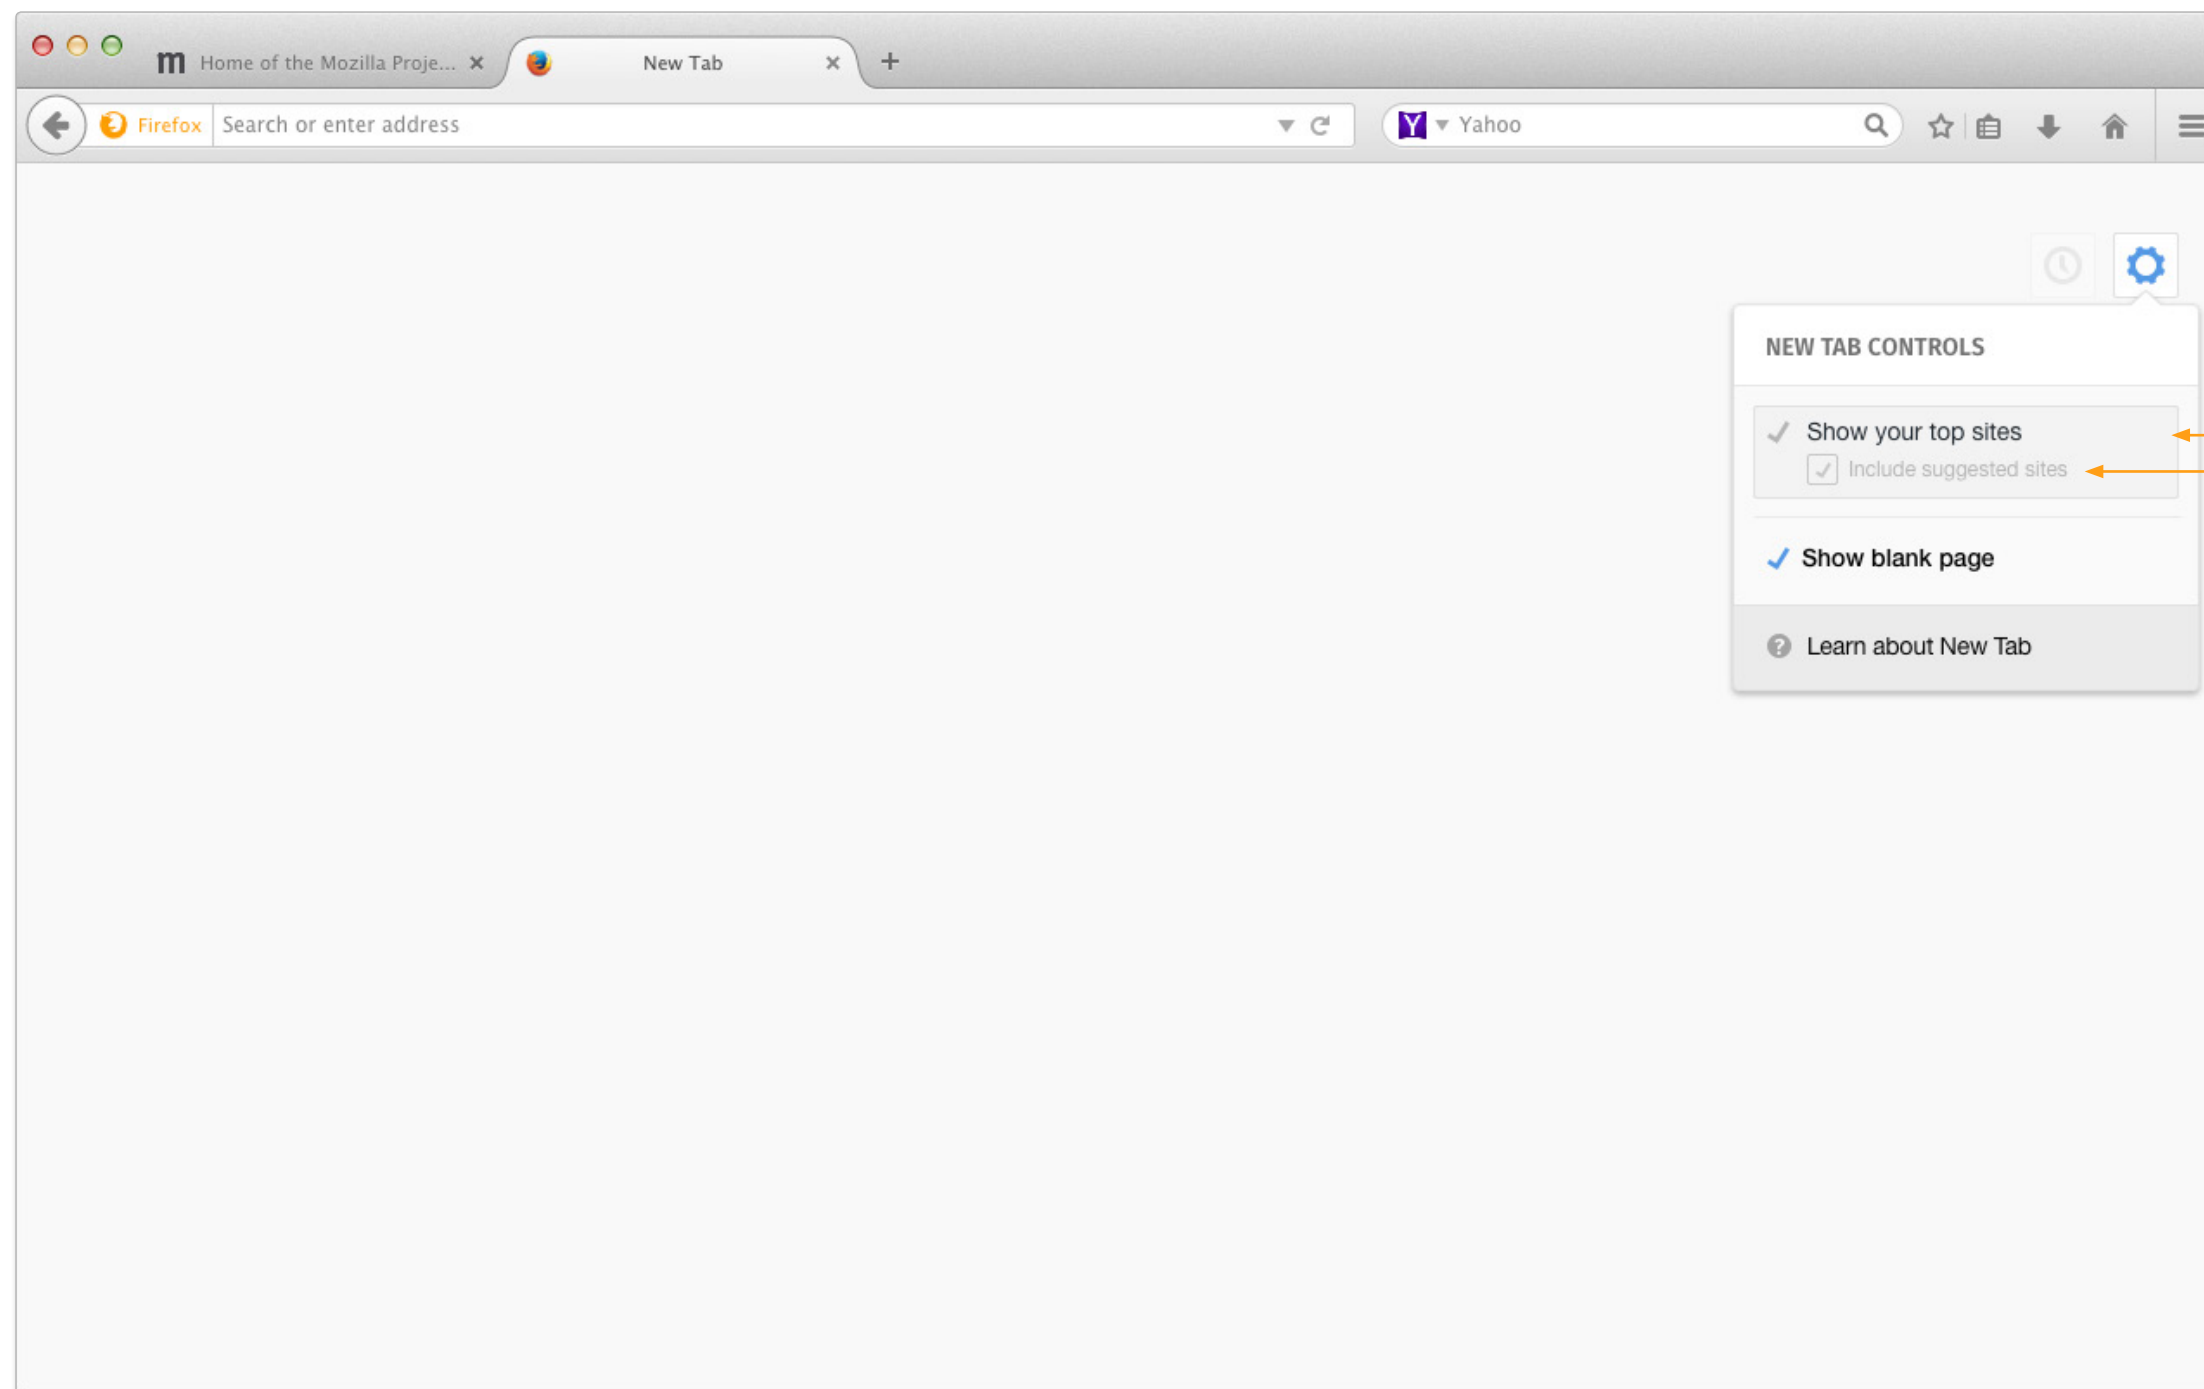 m Home of the Mozilla Proje... New Tab
Firefox Search or enter address Yahoo
NEW TAB CONTROLS
Show your top sites
Include suggested sites
Show blank page
Learn about New Tab